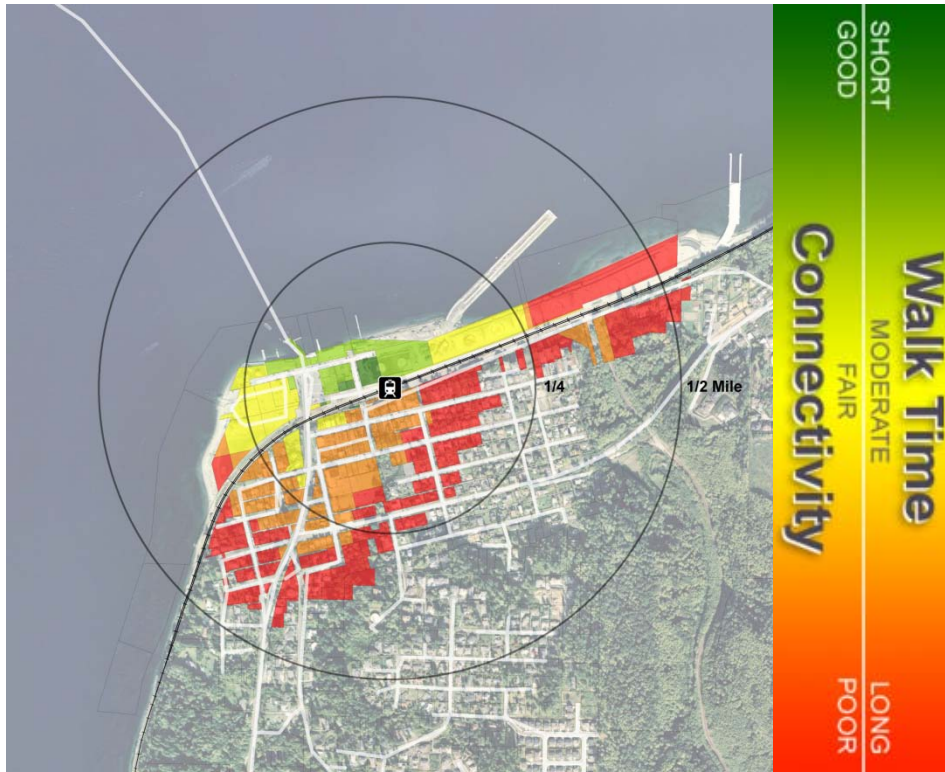 1/4
1/2 Mile
SHORT
GOOD
Walk Time
MODERATE
FAIR
Connectivity
LONG
POOR